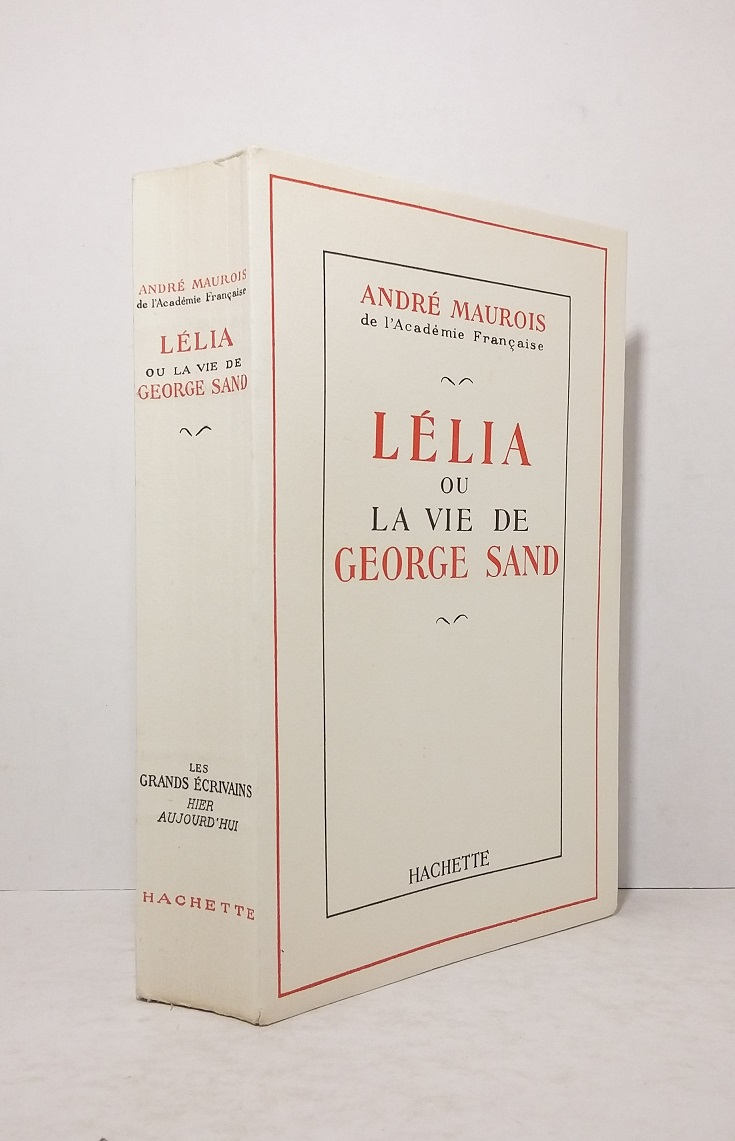 ANDRÉ MAUROIS
de l'Académie Française
LÉLIA
OU LA VIE DE
GEORGE SAND
LES
GRANDS ÉCRIVAINS
HIER
AUJOURD'HUI
HACHETTE
ANDRÉ MAUROIS
de l'Académie Française
LÉLIA
OU
LA VIE DE
GEORGE SAND
HACHETTE